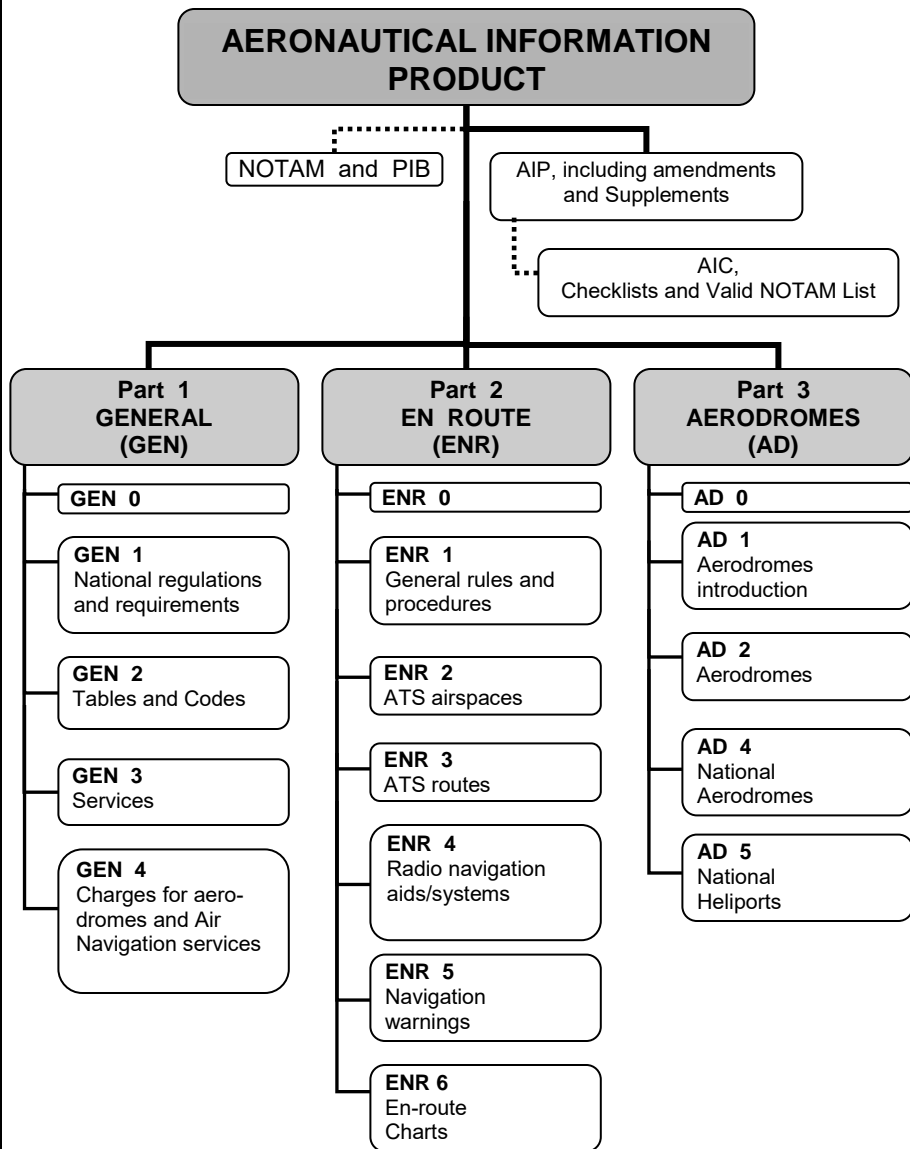 AERONAUTICAL INFORMATION
PRODUCT
NOTAM and PIB
AIP, including amendments
and Supplements
AIC,
Checklists and Valid NOTAM List
Part 1
GENERAL
(GEN)
GEN 0
GEN 1
National regulations
and requirements
GEN 2
Tables and Codes
GEN 3
Services
GEN 4
Charges for aero-
dromes and Air
Navigation services
Part 2
EN ROUTE
(ENR)
ENR 0
ENR 1
General rules and
procedures
ENR 2
ATS airspaces
ENR 3
ATS routes
ENR 4
Radio navigation
aids/systems
ENR 5
Navigation
warnings
ENR 6
En-route
Charts
Part 3
AERODROMES
(AD)
AD 0
AD 1
Aerodromes
introduction
AD 2
Aerodromes
AD 4
National
Aerodromes
AD 5
National
Heliports